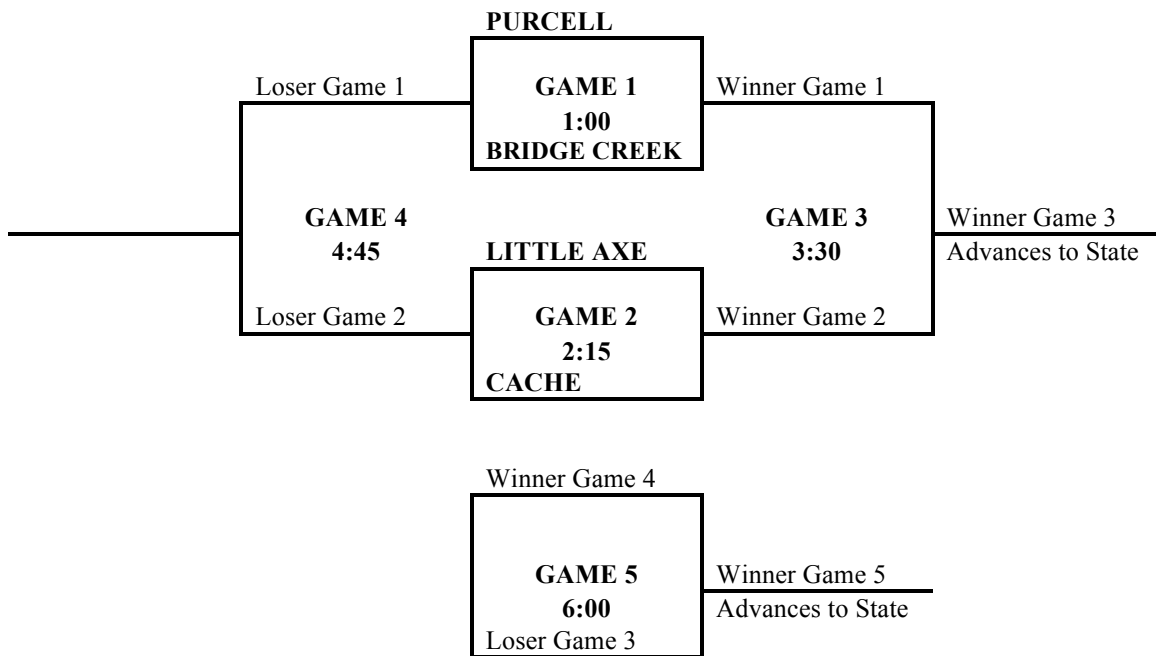 PURCELL
Loser Game 1
GAME 1
Winner Game 1
1:00
BRIDGE CREEK
GAME 4
GAME 3
Winner Game 3
4:45
LITTLE AXE
3:30
Advances to State
Loser Game 2
GAME 2
Winner Game 2
2:15
CACHE
Winner Game 4
GAME 5
Winner Game 5
6:00
Advances to State
Loser Game 3